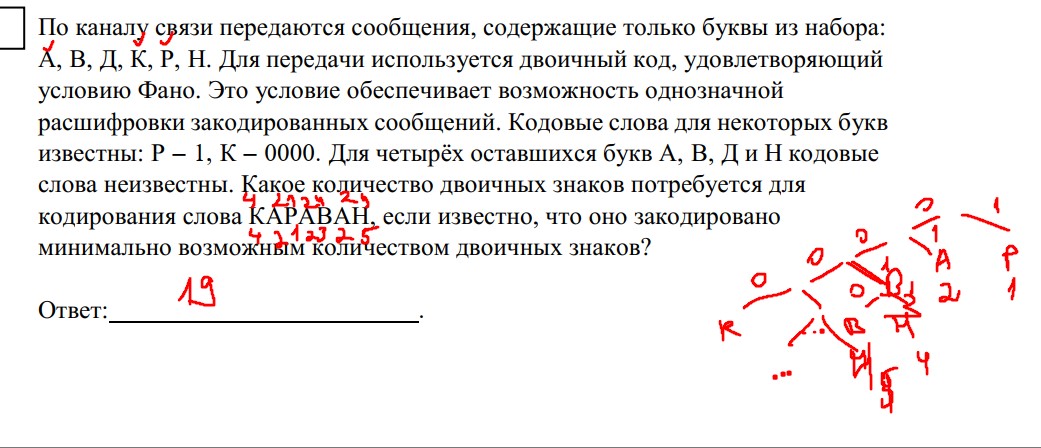 По каналу связи передаются сообщения, содержащие только буквы из набора:
А, В, Д, К, Р, Н. Для передачи используется двоичный код, удовлетворяющий
условию Фано. Это условие обеспечивает возможность однозначной
расшифровки закодированных сообщений. Кодовые слова для некоторых букв
известны: Р – 1, К – 0000. Для четырёх оставшихся букв А, В, Д и Н кодовые
слова неизвестны. Какое количество двоичных знаков потребуется для
4 2 1 2 4 2 4
кодирования слова КАРАВАН, если известно, что оно закодировано
4 2 1 2 3 2 5
минимально возможным количеством двоичных знаков?
0 1
0 1
0 1 А Р
0 0 В 2 1
К ... В Н
... 4
5
Ответ: 19.